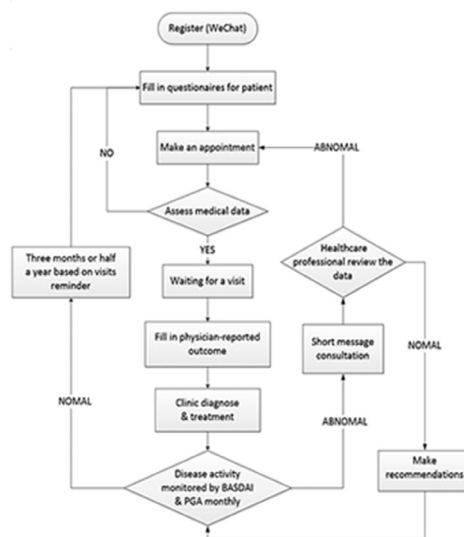 Register (WeChat)
Fill in questionaires for patient
Make an appointment
NO
ABNOMAL
Assess medical data
YES
Three months or half
a year based on visits
reminder
Waiting for a visit
Healthcare
professional review the
data
Fill in physician-reported
outcome
Short message
consultation
NOMAL
NOMAL
Clinic diagnose
& treatment
ABNOMAL
Disease activity
monitored by BASDAI
& PGA monthly
Make
recommendations